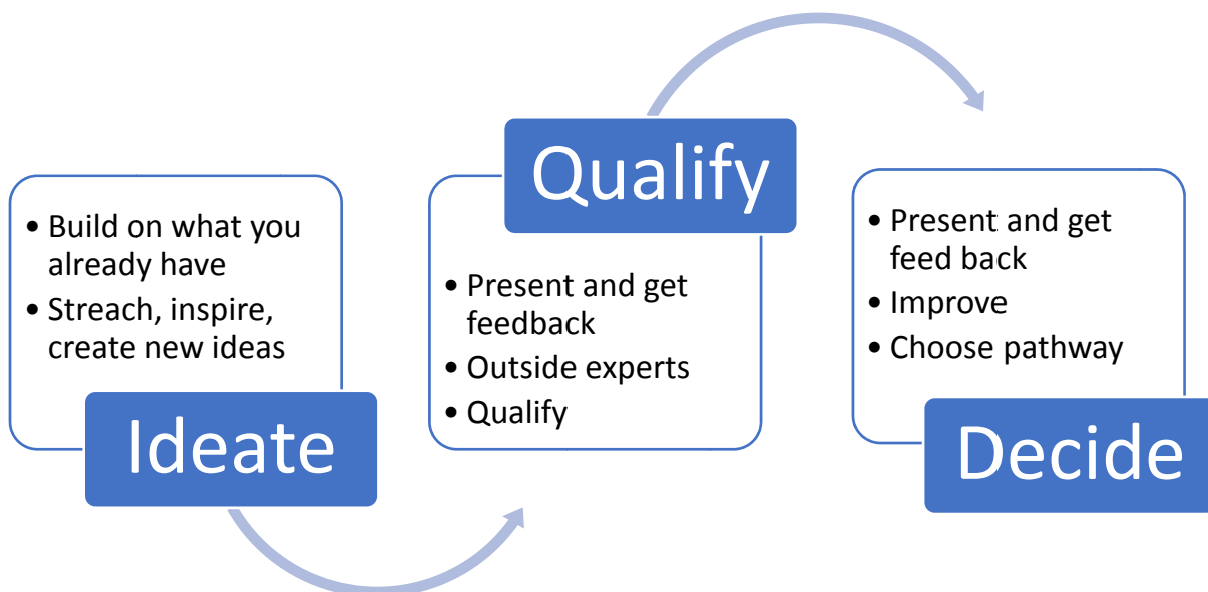 • Build on what you
already have
• Streach, inspire,
create new ideas
Ideate
Qualify
• Present and get
feedback
• Outside experts
• Qualify
• Present and get
feed back
• Improve
• Choose pathway
Decide